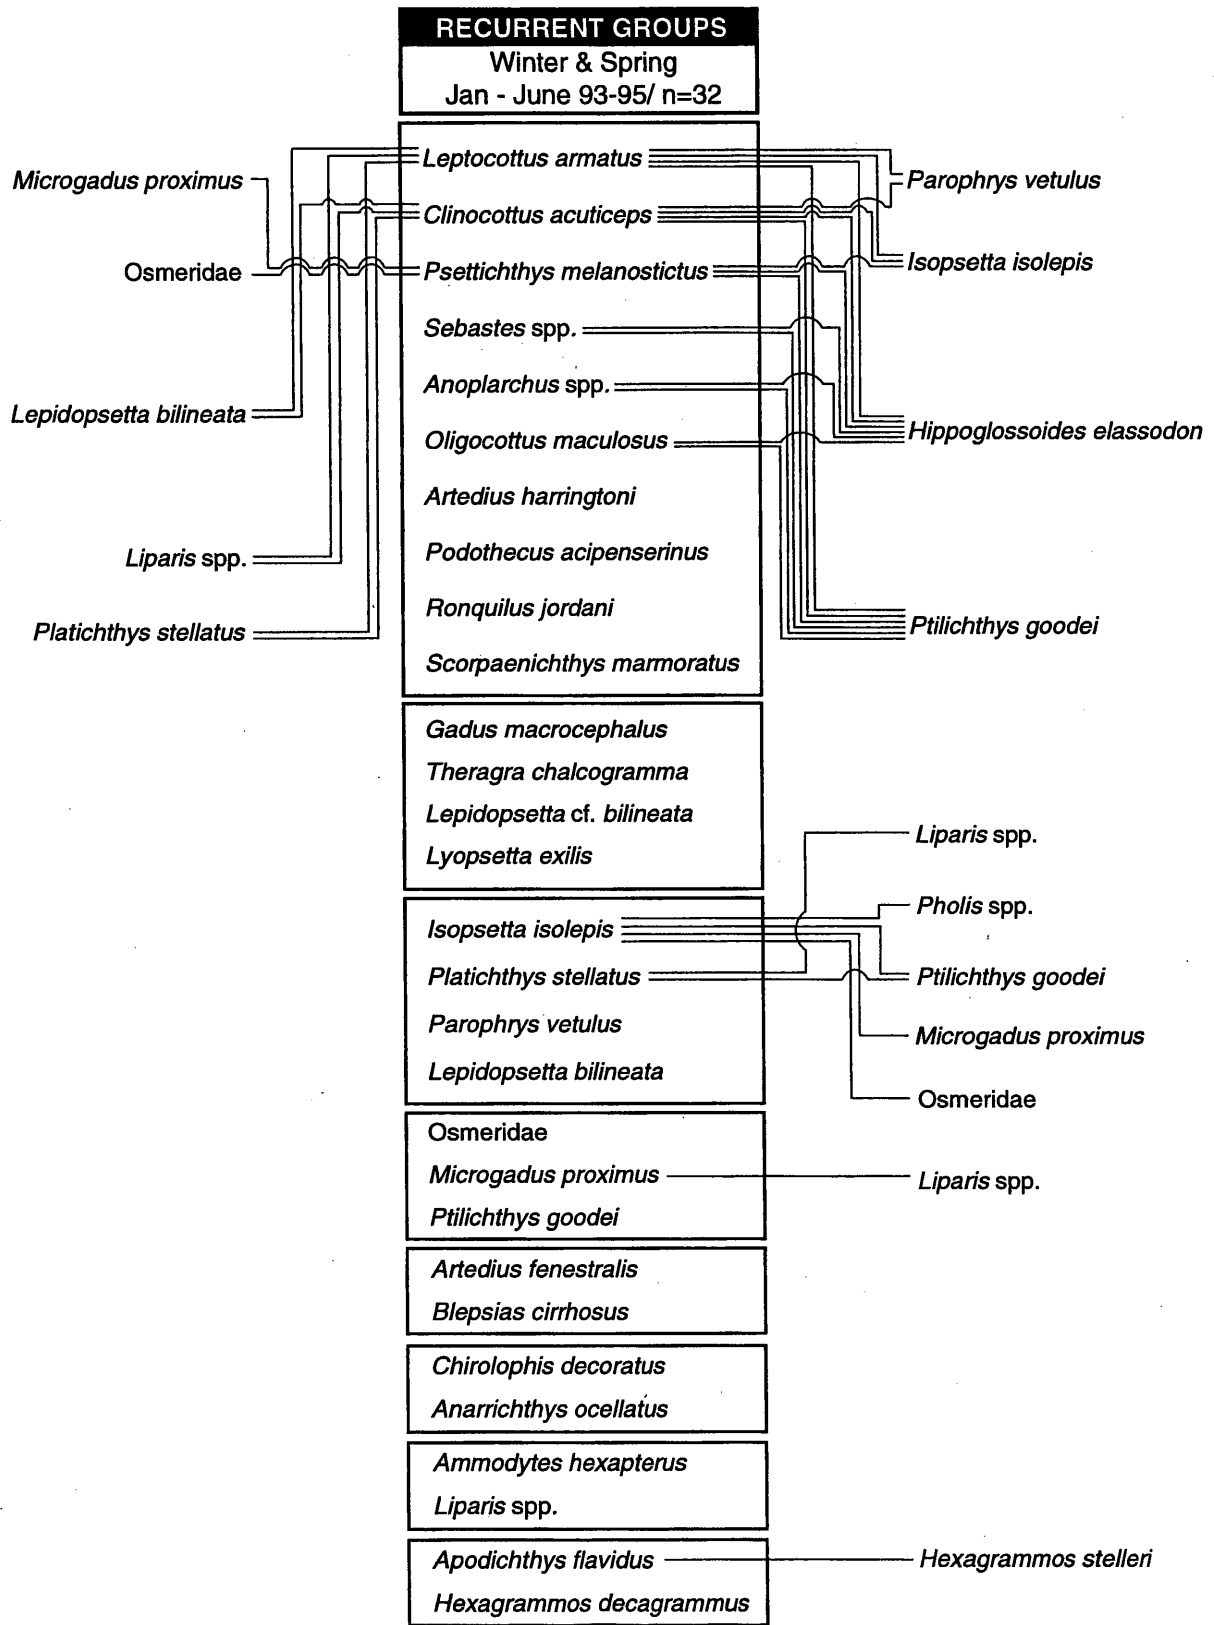 RECURRENT GROUPS
Winter & Spring
Jan - June 93-95/ n=32
Leptocottus armatus
Microgadus proximus
Parophrys vetulus
Clinocottus acuticeps
Isopsetta isolepis
Osmeridae
Psettichthys melanostictus
Sebastes spp.
Anoplarchus spp.
Lepidopsetta bilineata
Hippoglossoides elassodon
Oligocottus maculosus
Artedius harringtoni
Liparis spp.
Podothecus acipenserinus
Ronquilus jordani
Platichthys stellatus
Ptilichthys goodei
Scorpaenichthys marmoratus
Gadus macrocephalus
Theragra chalcogramma
Lepidopsetta cf. bilineata
Liparis spp.
Lyopsetta exilis
Pholis spp.
Isopsetta isolepis
Platichthys stellatus
Ptilichthys goodei
Parophrys vetulus
Microgadus proximus
Lepidopsetta bilineata
Osmeridae
Osmeridae
Microgadus proximus
Liparis spp.
Ptilichthys goodei
Artedius fenestralis
Blepsias cirrhosus
Chirolophis decoratus
Anarrichthys ocellatus
Ammodytes hexapterus
Liparis spp.
Apodichthys flavidus
Hexagrammos stelleri
Hexagrammos decagrammus